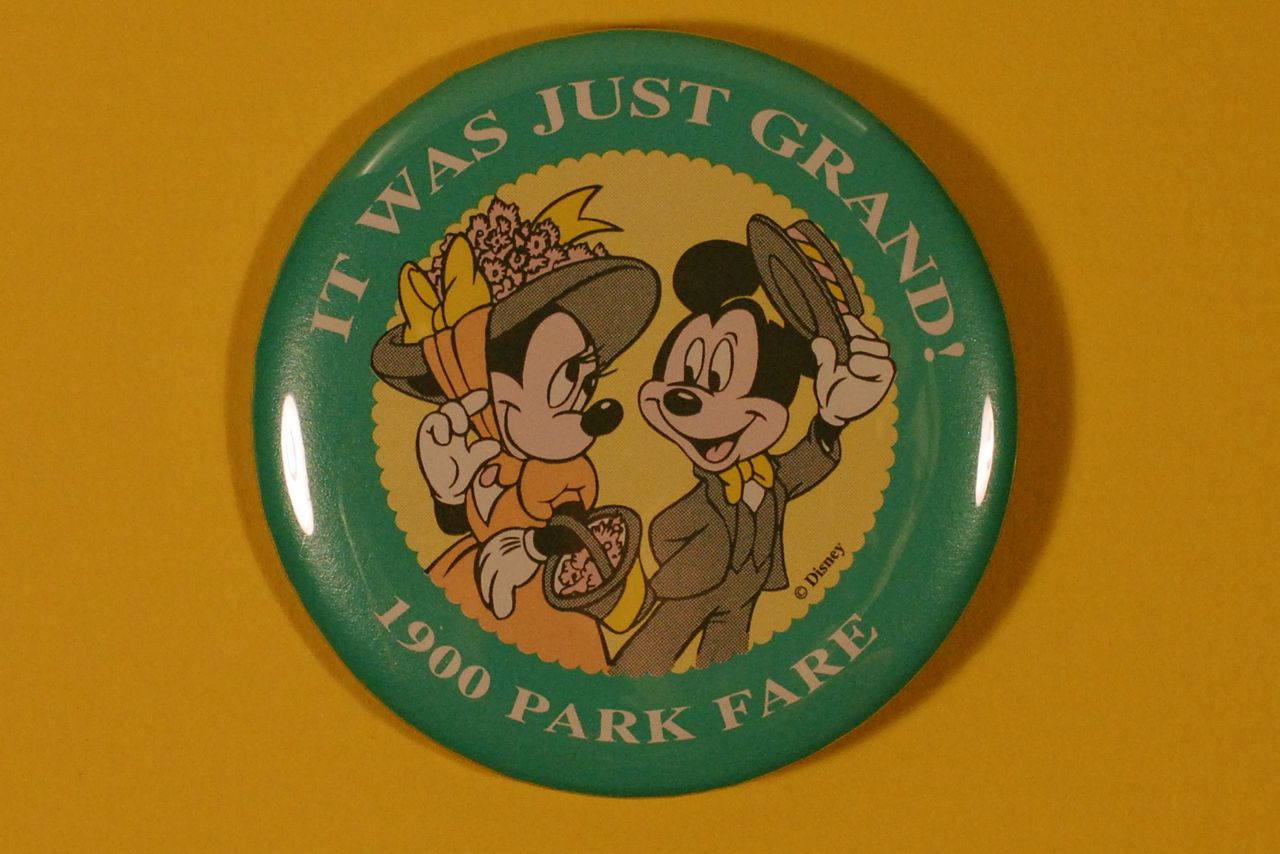 IT WAS JUST GRAND!
© Disney
1900 PARK FARE